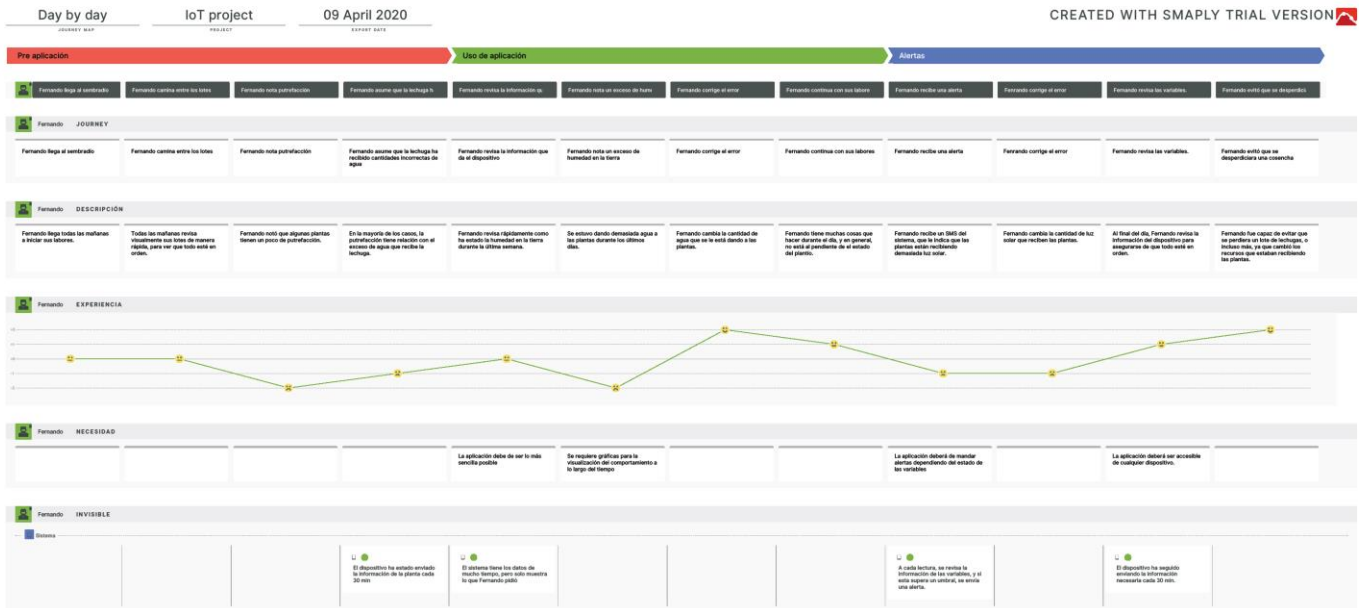 Day by day
JOURNEY MAP
IoT project
PROJECT
09 April 2020
EXPORT DATE
CREATED WITH SMAPLY TRIAL VERSION
Pre aplicación
Uso de aplicación
Alertas
Fernando llega al sembradío
Fernando camina entre los lotes
Fernando nota putrefacción
Fernando asume que la lechuga h
Fernando revisa la información qu
Fernando nota un exceso de hume
Fernando corrige el error
Fernando continua con sus labore
Fernando recibe una alerta
Fenrando corrige el error
Fernando revisa las variables.
Fernando evitó que se desperdici
Fernando JOURNEY
Fernando llega al sembradío
Fernando camina entre los lotes
Fernando nota putrefacción
Fernando asume que la lechuga ha
recibido cantidades incorrectas de
agua
Fernando revisa la información que
da el dispositivo
Fernando nota un exceso de
humedad en la tierra
Fernando corrige el error
Fernando continua con sus labores
Fernando recibe una alerta
Fenrando corrige el error
Fernando revisa las variables.
Fernando evitó que se
desperdiciara una cosencha
Fernando DESCRIPCIÓN
Fernando llega todas las mañanas
a iniciar sus labores.
Todas las mañanas revisa
visualmente sus lotes de manera
rápida, para ver que todo esté en
orden.
Fernando notó que algunas plantas
tienen un poco de putrefacción.
En la mayoría de los casos, la
putrefacción tiene relación con el
exceso de agua que recibe la
lechuga.
Fernando revisa rápidamente como
ha estado la humedad en la tierra
durante la última semana.
Se estuvo dando demasiada agua a
las plantas durante los últimos
días.
Fernando cambia la cantidad de
agua que se le está dando a las
plantas.
Fernando tiene muchas cosas que
hacer durante el día, y en general,
no está al pendiente de el estado
del plantío.
Fernando recibe un SMS del
sistema, que le indica que las
plantas están recibiendo
demasiada luz solar.
Fernando cambia la cantidad de luz
solar que reciben las plantas.
Al final del día, Fernando revisa la
información del dispositivo para
asegurarse de que todo esté en
orden.
Fernando fue capaz de evitar que
se perdiera un lote de lechugas, o
incluso más, ya que cambió los
recursos que estaban recibiendo
las plantas.
Fernando EXPERIENCIA
Fernando NECESIDAD
La aplicación debe de ser lo más
sencilla posible
Se requiere gráficas para la
visualización del comportamiento a
lo largo del tiempo
La aplicación deberá de mandar
alertas dependiendo del estado de
las variables
La aplicación deberá ser accesible
de cualquier dispositivo.
Fernando INVISIBLE
Sistema
El dispositivo ha estado enviado
la información de la planta cada
30 min
El sistema tiene los datos de
mucho tiempo, pero solo muestra
lo que Fernando pidió
A cada lectura, se revisa la
información de las variables, y si
esta supera un umbral, se envía
una alerta.
El dispositivo ha seguido
enviando la información
necesaria cada 30 min.